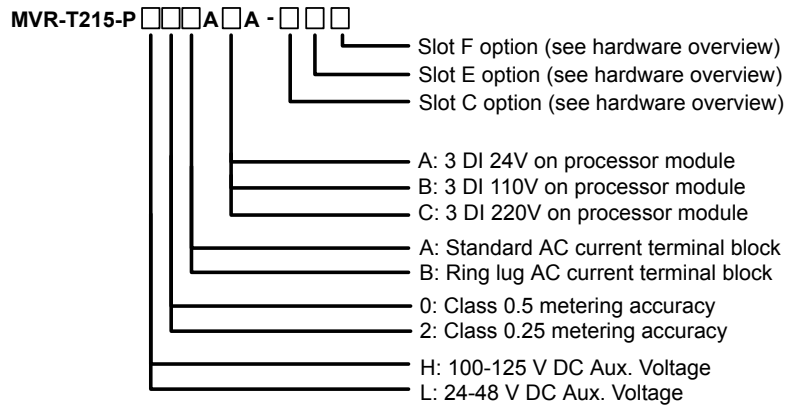 MVR-T215-P □□□A□A - □ □ □
Slot F option (see hardware overview)
Slot E option (see hardware overview)
Slot C option (see hardware overview)
A: 3 DI 24V on processor module
B: 3 DI 110V on processor module
C: 3 DI 220V on processor module
A: Standard AC current terminal block
B: Ring lug AC current terminal block
0: Class 0.5 metering accuracy
2: Class 0.25 metering accuracy
H: 100-125 V DC Aux. Voltage
L: 24-48 V DC Aux. Voltage